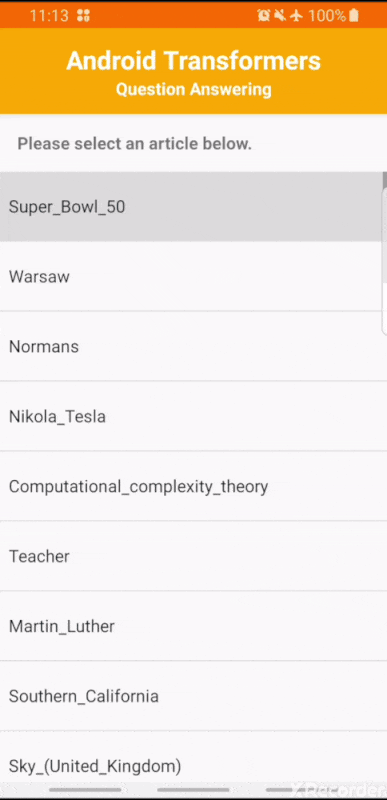 11:13 100%
Android Transformers
Question Answering
Please select an article below.
Super_Bowl_50
Warsaw
Normans
Nikola_Tesla
Computational_complexity_theory
Teacher
Martin_Luther
Southern_California
Sky_(United_Kingdom)
XRecorder